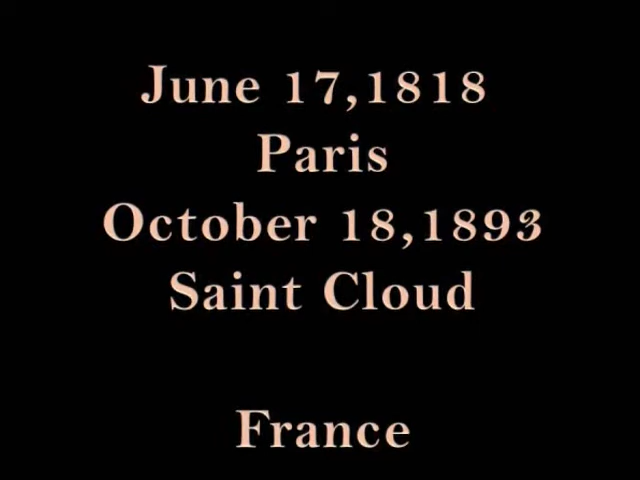 June 17,1818
Paris
October 18,1893
Saint Cloud
France